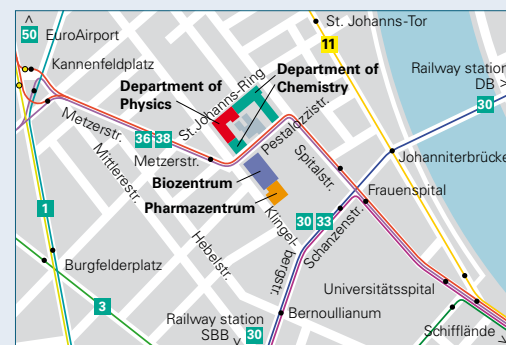 50
EuroAirport
St. Johanns-Tor
Kannenfeldplatz
11
Department of
Physics
St.Johanns-Ring
Department of
Chemistry
Railway station
DB >
30
Metzerstr.
36 38
Pestalozzistr.
Metzerstr.
Mittlerestr.
Spitalstr.
Johanniterbrücke
Biozentrum
Pharmazentrum
Frauenspital
1
30 33
Schanzenstr.
Klingel-
bergstr.
Hebelstr.
Burgfelderplatz
3
Universitätsspital
Railway station
SBB
30
Bernoullianum
Schifflände